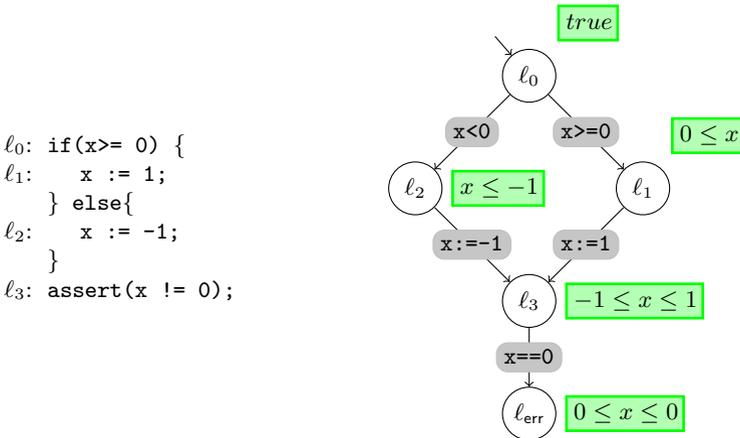 ℓ0: if(x>= 0) {
ℓ1: x := 1;
} else{
ℓ2: x := -1;
}
ℓ3: assert(x != 0);
true
ℓ0
x<0
x>=0
0 ≤ x
ℓ2
x ≤ −1
ℓ1
x:=-1
x:=1
ℓ3
−1 ≤ x ≤ 1
x==0
ℓerr
0 ≤ x ≤ 0